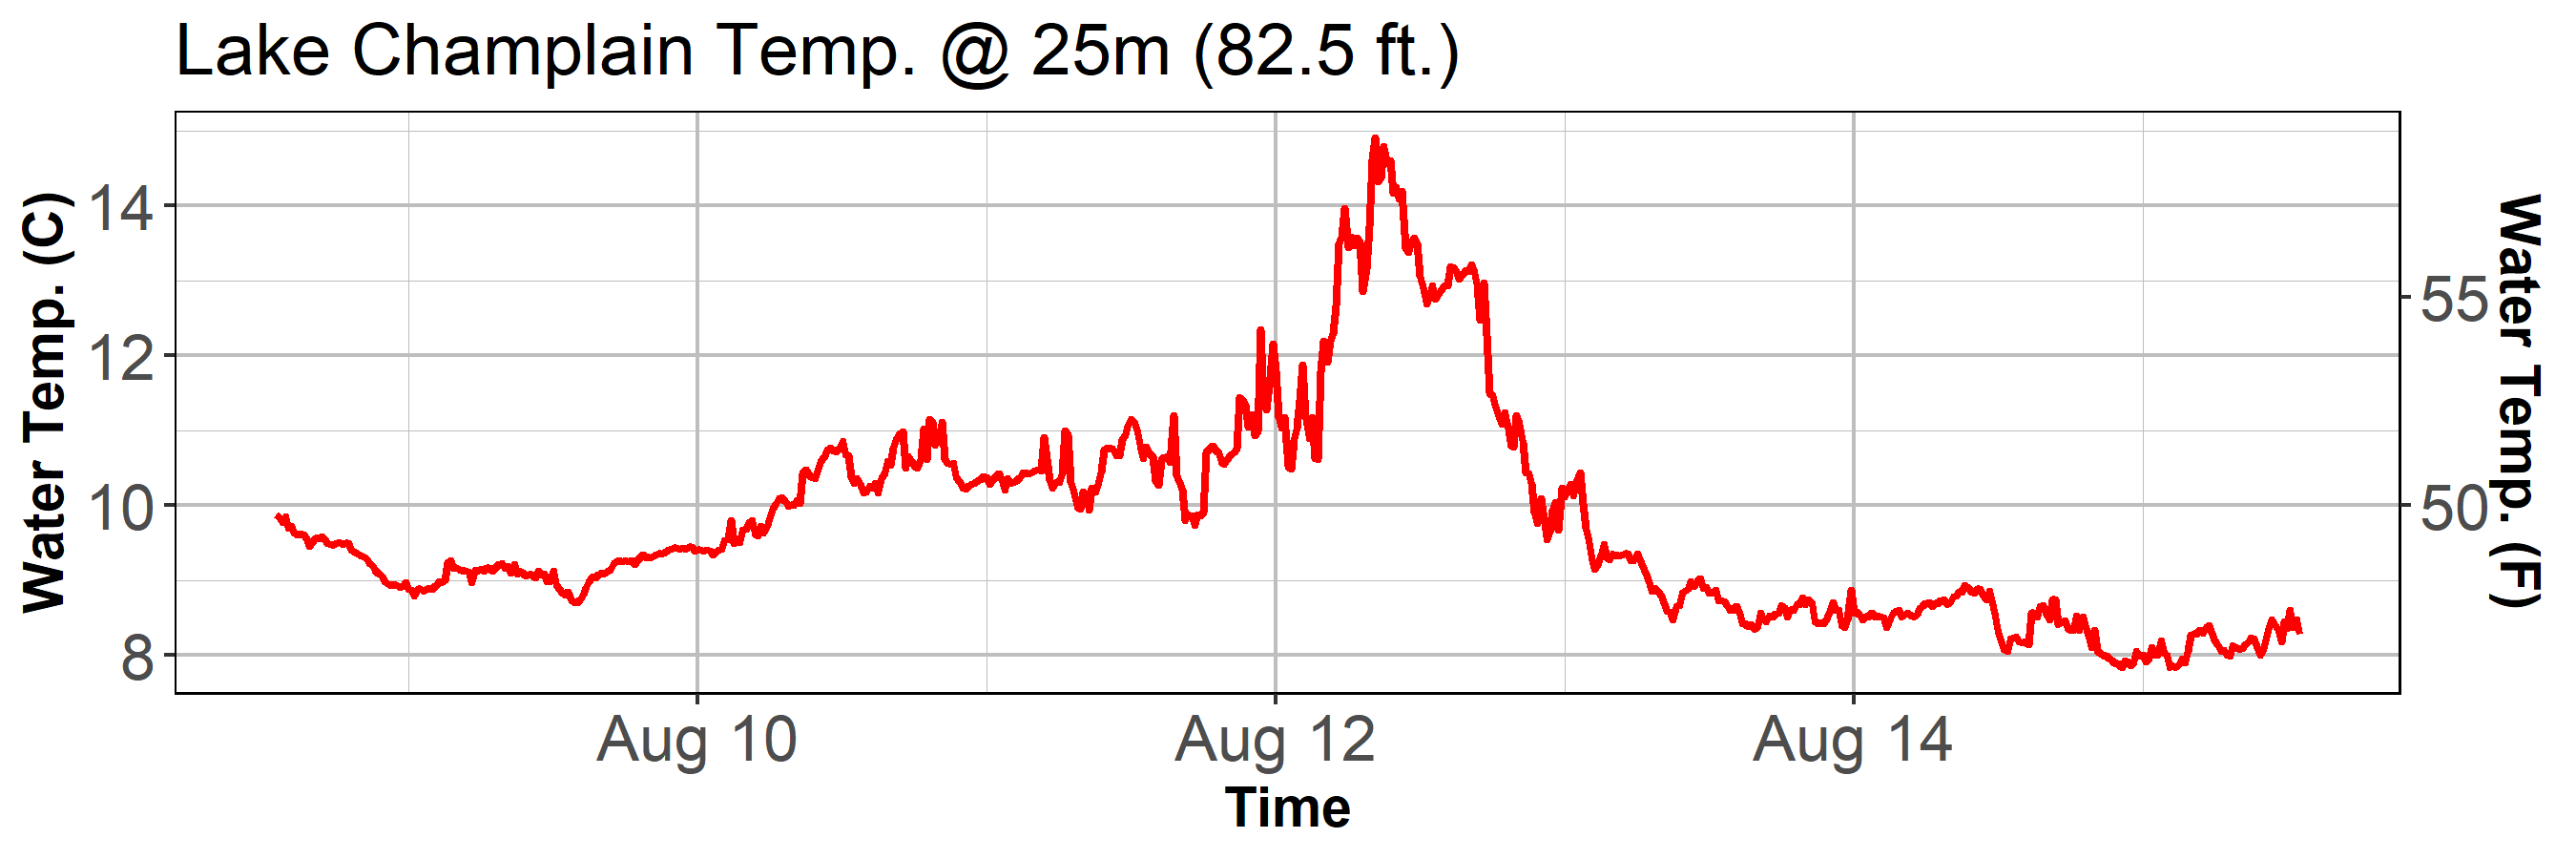 Lake Champlain Temp. @ 25m (82.5 ft.)
Water Temp. (C)
14
12
10
8
55
50
Water Temp. (F)
Aug 10
Aug 12
Aug 14
Time